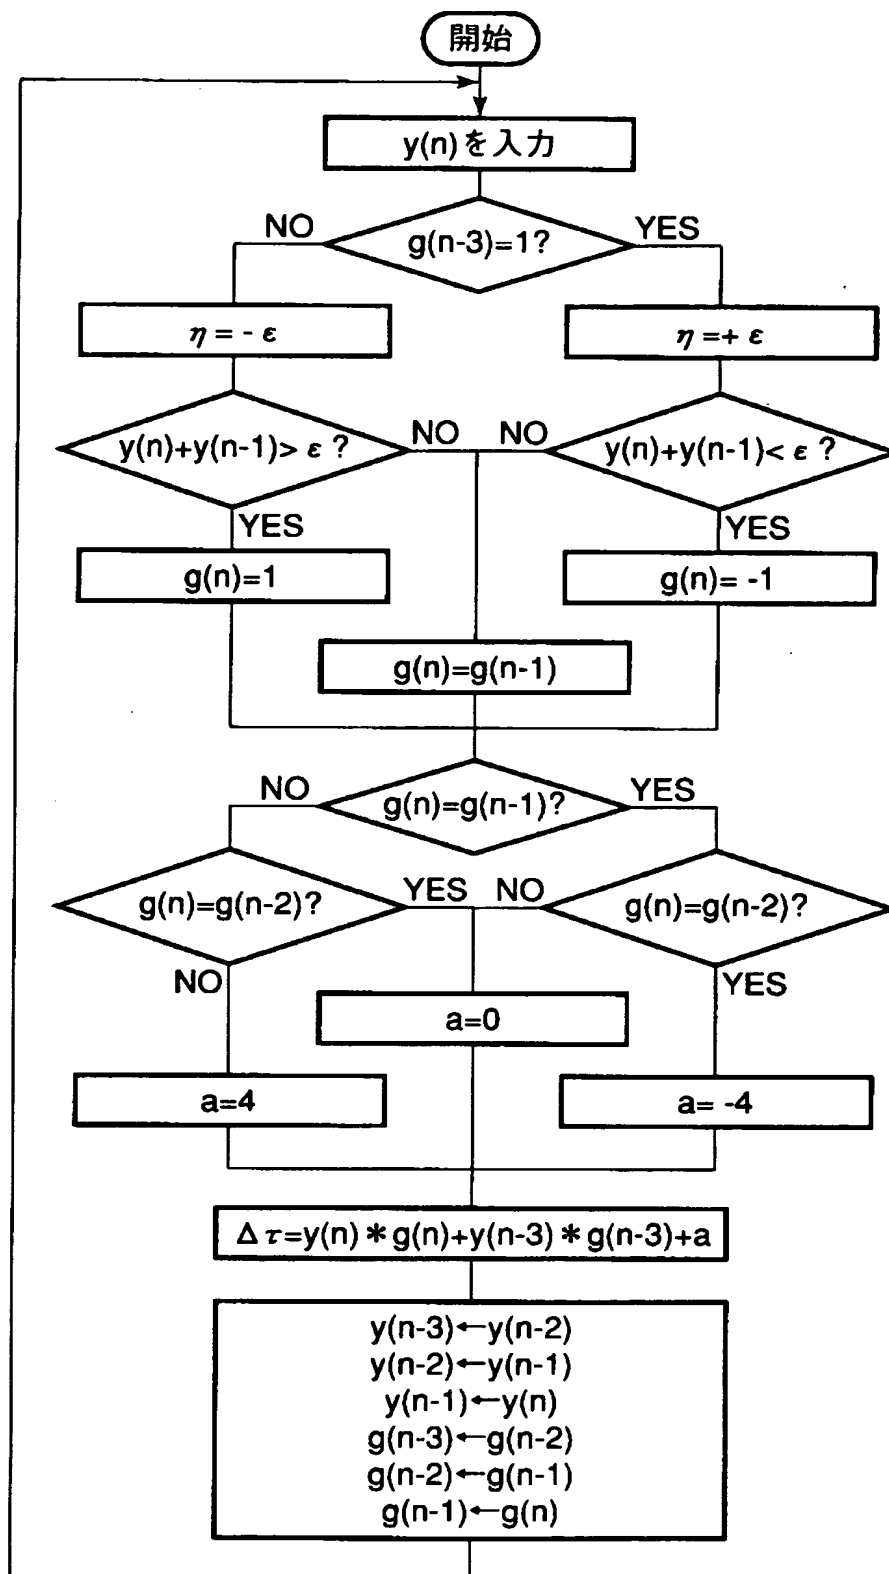 開始
y(n)を入力
NO
YES
g(n-3)=1?
η = - ε
η =+ ε
y(n)+y(n-1)> ε ?
NO
NO
y(n)+y(n-1)< ε ?
YES
YES
g(n)=1
g(n)= -1
g(n)=g(n-1)
NO
YES
g(n)=g(n-1)?
g(n)=g(n-2)?
YES
NO
g(n)=g(n-2)?
NO
YES
a=0
a=4
a= -4
Δτ=y(n)*g(n)+y(n-3)*g(n-3)+a
y(n-3)←y(n-2)
y(n-2)←y(n-1)
y(n-1)←y(n)
g(n-3)←g(n-2)
g(n-2)←g(n-1)
g(n-1)←g(n)